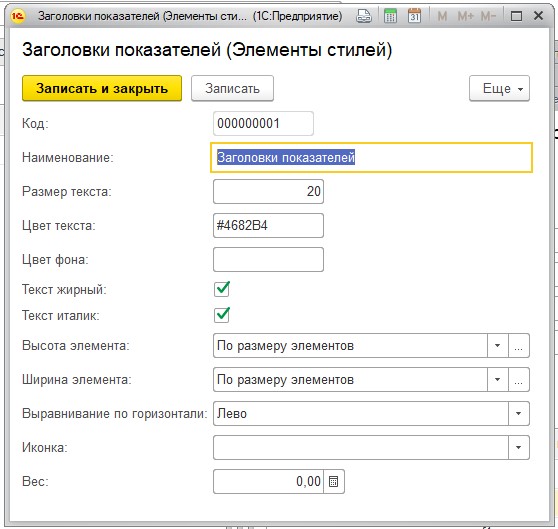 Заголовки показателей (Элементы сти... (1С:Предприятие) M M+ M-
Заголовки показателей (Элементы стилей)
Записать и закрыть Записать Еще
Код: 000000001
Наименование: Заголовки показателей
Размер текста: 20
Цвет текста: #4682B4
Цвет фона:
Текст жирный:
Текст италик:
Высота элемента: По размеру элементов ...
Ширина элемента: По размеру элементов ...
Выравнивание по горизонтали: Лево
Иконка:
Вес: 0,00